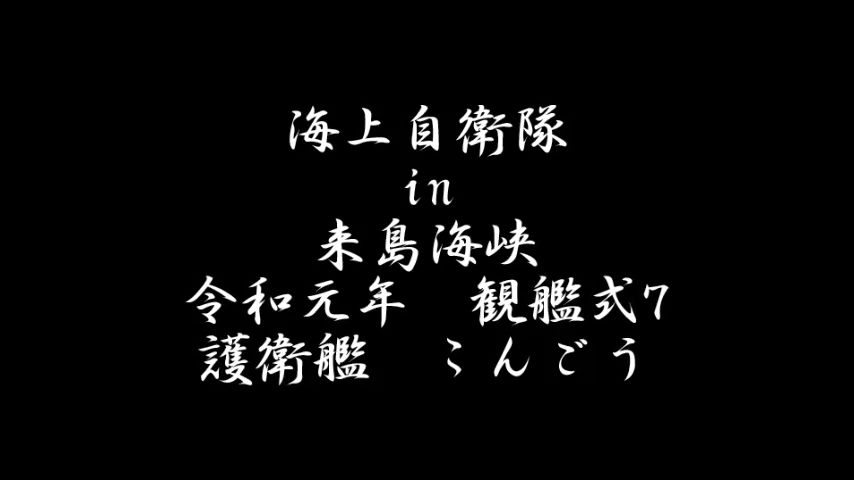 海上自衛隊
in
来島海峡
令和元年　観艦式7
護衛艦　こんごう